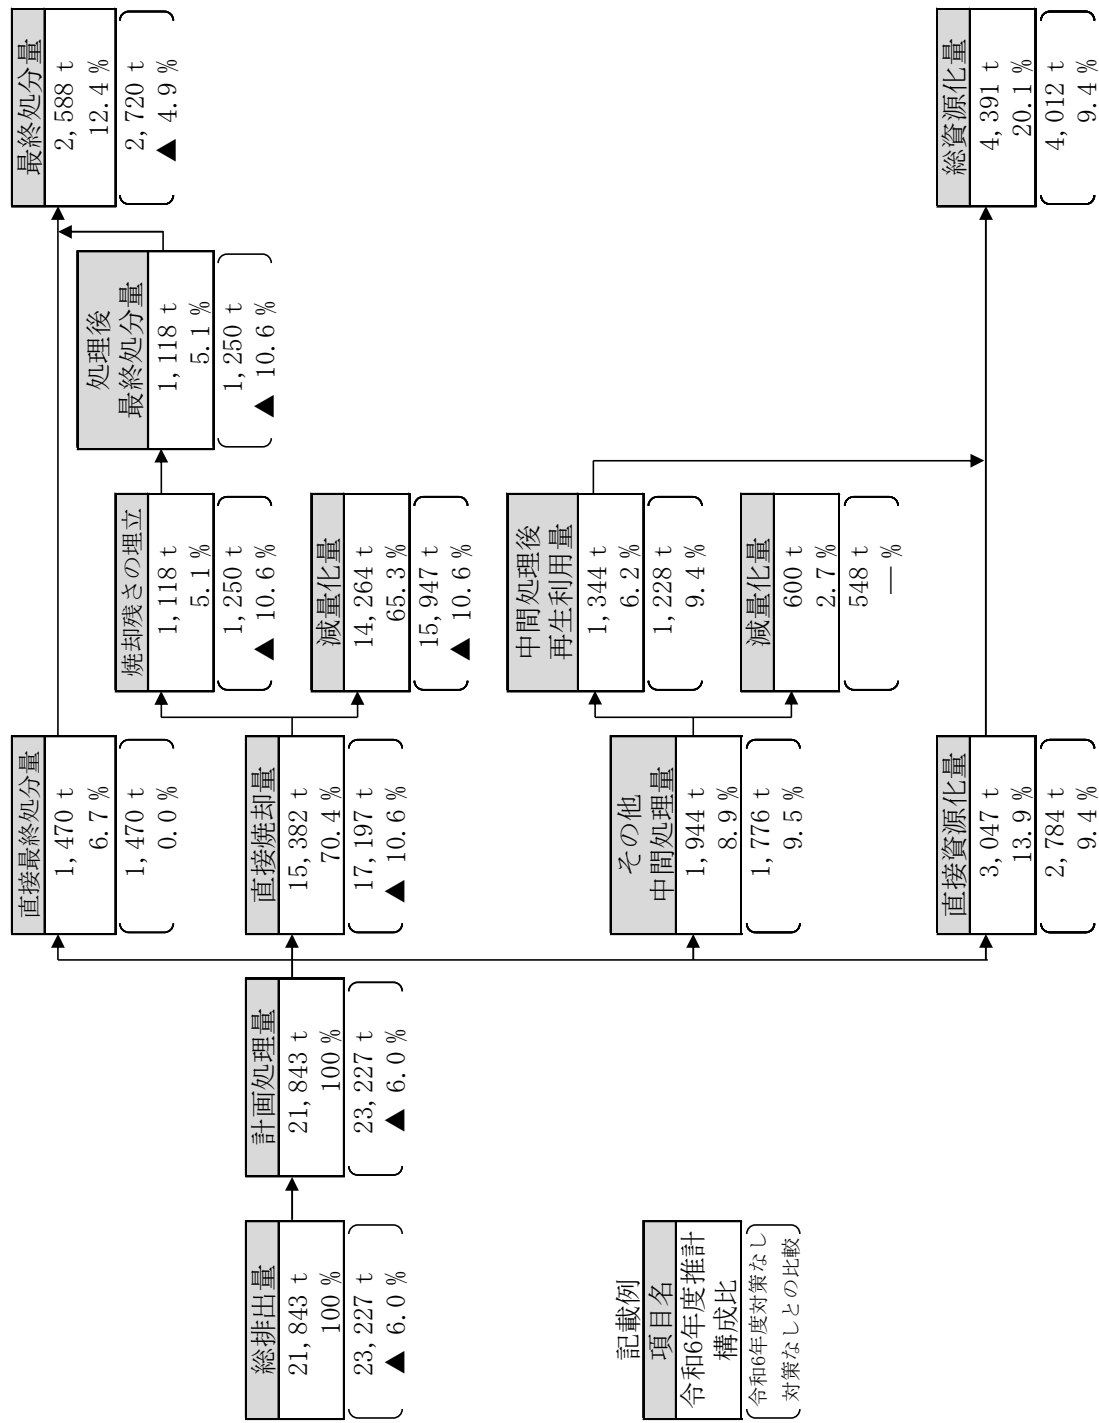 総排出量
21,843 t
100 %
23,227 t
▲ 6.0 %
計画処理量
21,843 t
100 %
23,227 t
▲ 6.0 %
直接最終処分量
1,470 t
6.7 %
1,470 t
0.0 %
直接焼却量
15,382 t
70.4 %
17,197 t
▲ 10.6 %
その他
中間処理量
1,944 t
8.9 %
1,776 t
9.5 %
直接資源化量
3,047 t
13.9 %
2,784 t
9.4 %
焼却残さの埋立
1,118 t
5.1 %
1,250 t
▲ 10.6 %
減量化量
14,264 t
65.3 %
15,947 t
▲ 10.6 %
中間処理後
再生利用量
1,344 t
6.2 %
1,228 t
9.4 %
減量化量
600 t
2.7 %
548 t
― %
処理後
最終処分量
1,118 t
5.1 %
1,250 t
▲ 10.6 %
最終処分量
2,588 t
12.4 %
2,720 t
▲ 4.9 %
総資源化量
4,391 t
20.1 %
4,012 t
9.4 %
記載例
項目名
令和6年度推計
構成比
令和6年度対策なし
対策なしとの比較